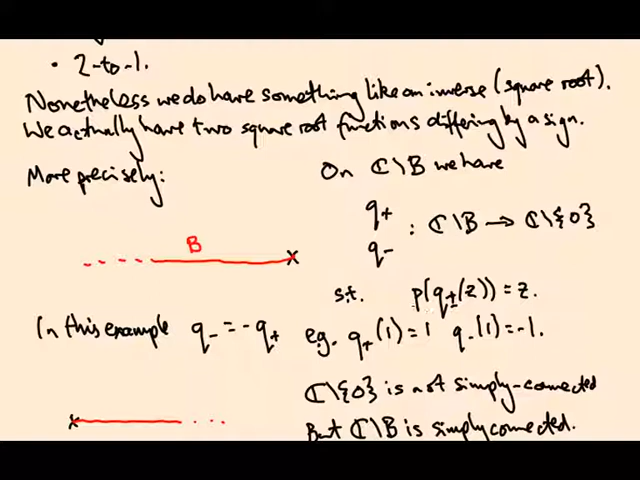 • 2-to-1.
Nonetheless we do have something like an inverse (square root).
We actually have two square root functions differing by a sign.
More precisely:
On ℂ\B we have
q₊
q₋
: ℂ\B → ℂ\{0}
B
s.t. p(q±(z)) = z.
In this example q₋ = -q₊
e.g. q₊(1) = 1 q₋(1) = -1.
ℂ\{0} is not simply-connected
But ℂ\B is simply connected.